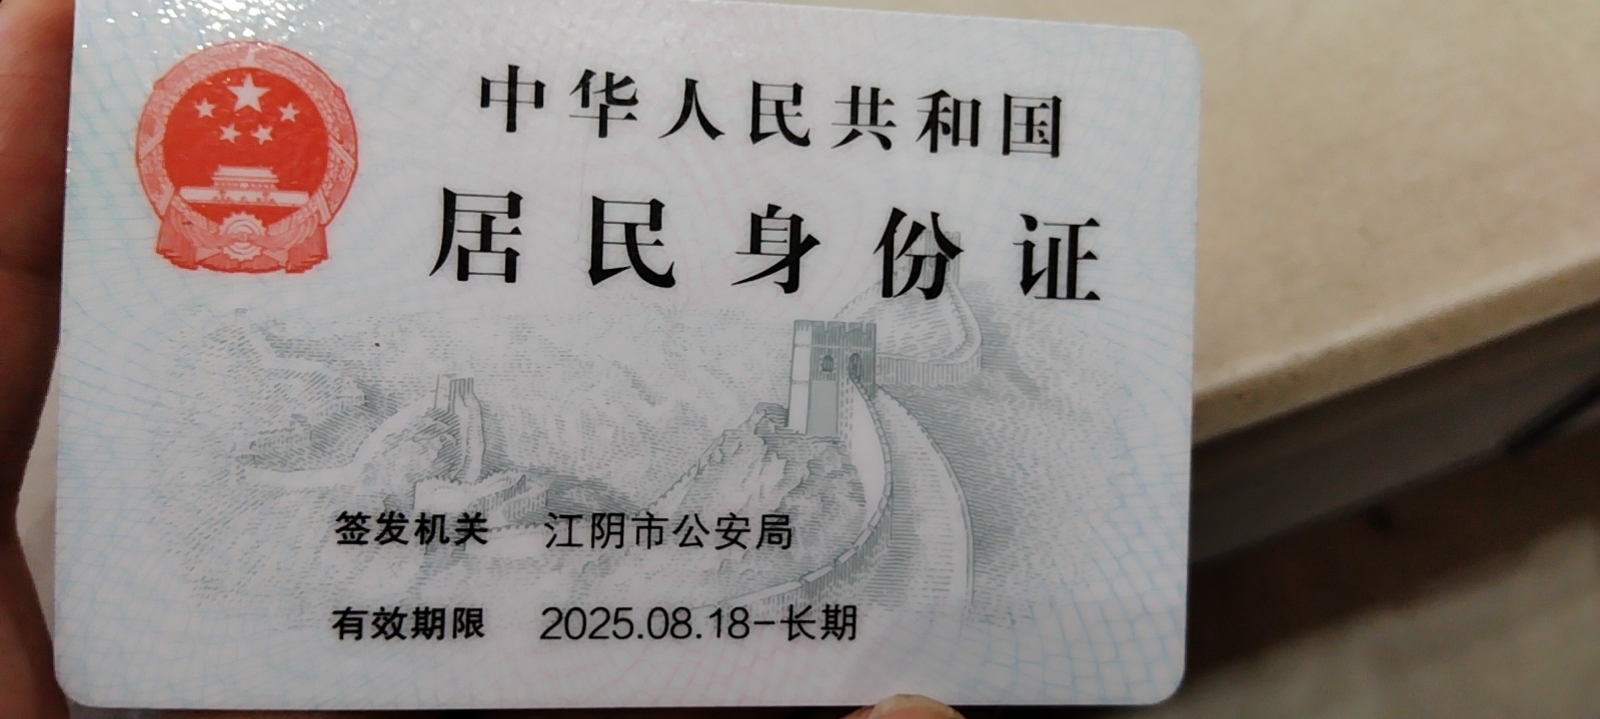 中华人民共和国
居民身份证
签发机关 江阴市公安局
有效期限 2025.08.18-长期